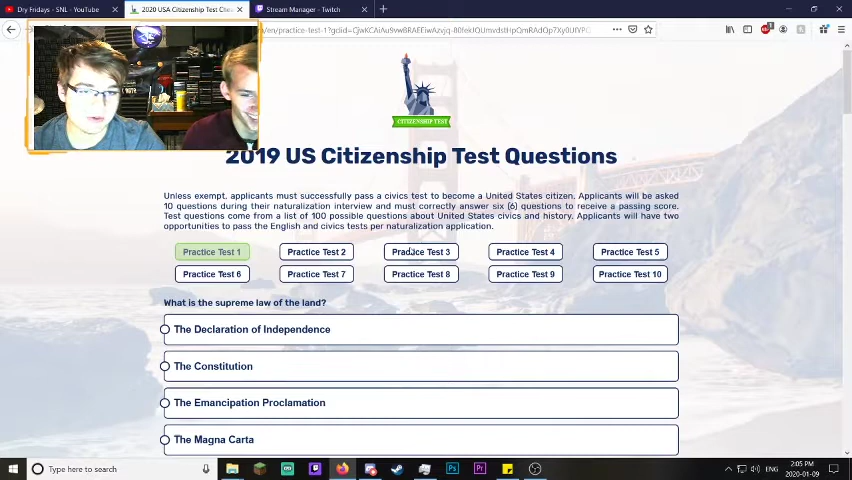 Dry Fridays - SNL - YouTube
2020 USA Citizenship Test
Stream Manager - Twitch
CITIZENSHIP TEST
2019 US Citizenship Test Questions
Unless exempt, applicants must successfully pass a civics test to become a United States citizen. Applicants will be asked
10 questions during their naturalization interview and must correctly answer six (6) questions to receive a passing score.
Test questions come from a list of 100 possible questions about United States civics and history. Applicants will have two
opportunities to pass the English and civics tests per naturalization interview.
Practice Test 1 Practice Test 2 Practice Test 3 Practice Test 4 Practice Test 5
Practice Test 6 Practice Test 7 Practice Test 8 Practice Test 9 Practice Test 10
What is the supreme law of the land?
The Declaration of Independence
The Constitution
The Emancipation Proclamation
The Magna Carta
Type here to search
ENG
2:05 PM
2020-01-09